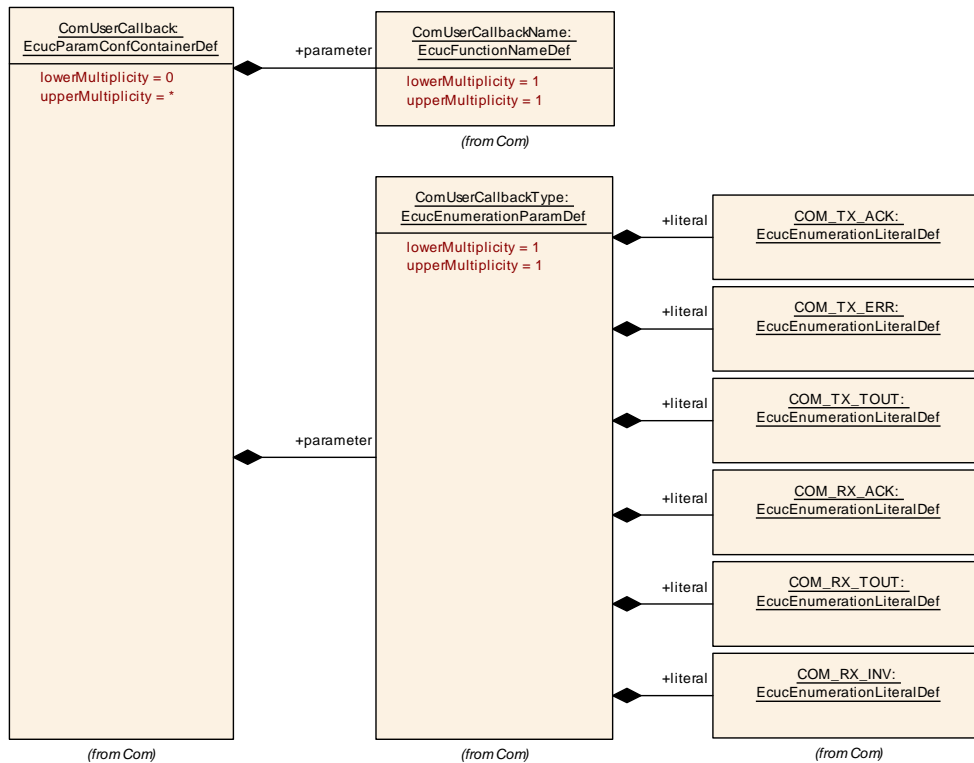 ComUserCallback:
EcucParamConfContainerDef
lowerMultiplicity = 0
upperMultiplicity = *
(from Com)
+parameter
ComUserCallbackName:
EcucFunctionNameDef
lowerMultiplicity = 1
upperMultiplicity = 1
(from Com)
+parameter
ComUserCallbackType:
EcucEnumerationParamDef
lowerMultiplicity = 1
upperMultiplicity = 1
(from Com)
+literal
COM_TX_ACK:
EcucEnumerationLiteralDef
+literal
COM_TX_ERR:
EcucEnumerationLiteralDef
+literal
COM_TX_TOUT:
EcucEnumerationLiteralDef
+literal
COM_RX_ACK:
EcucEnumerationLiteralDef
+literal
COM_RX_TOUT:
EcucEnumerationLiteralDef
+literal
COM_RX_INV:
EcucEnumerationLiteralDef
(from Com)